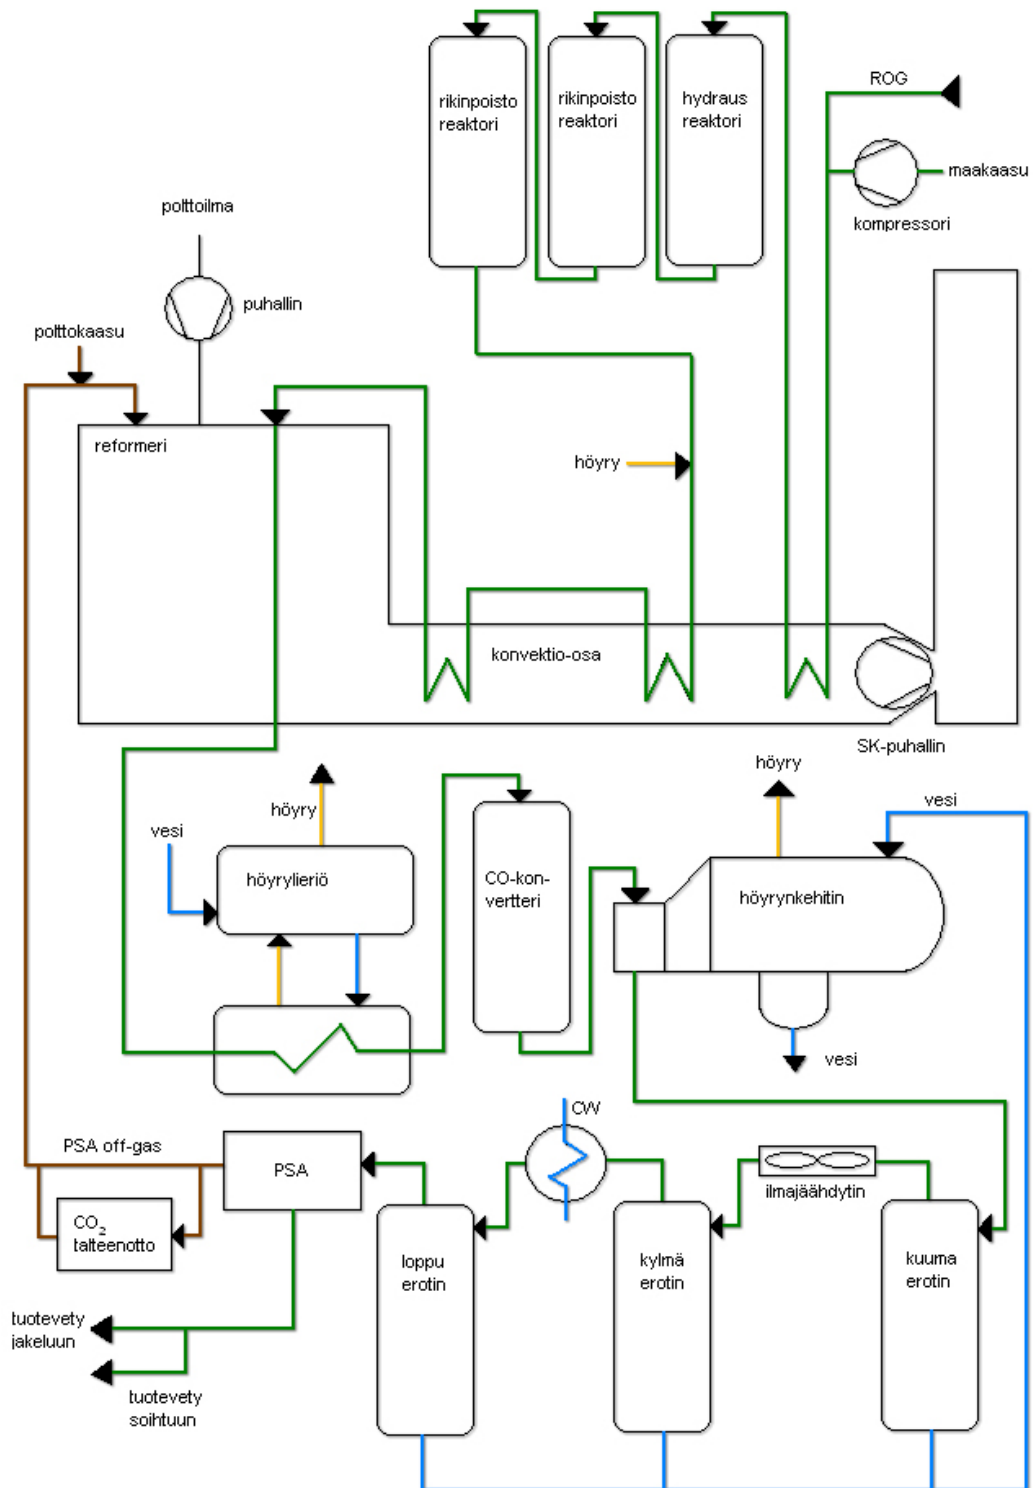 ROG
rikinpoisto
reaktori
rikinpoisto
reaktori
hydraus
reaktori
maakaasu
kompressori
polttoilma
puhallin
polttokaasu
reformeri
höyry
konvektio-osa
SK-puhallin
höyry
höyry
vesi
vesi
höyrylieriö
CO-kon-
vertteri
höyrynkehitin
vesi
CW
PSA off-gas
PSA
ilmajäähdytin
CO2
talteenotto
loppu
erotin
kylmä
erotin
kuuma
erotin
tuotevety
jakeluun
tuotevety
soihtuun